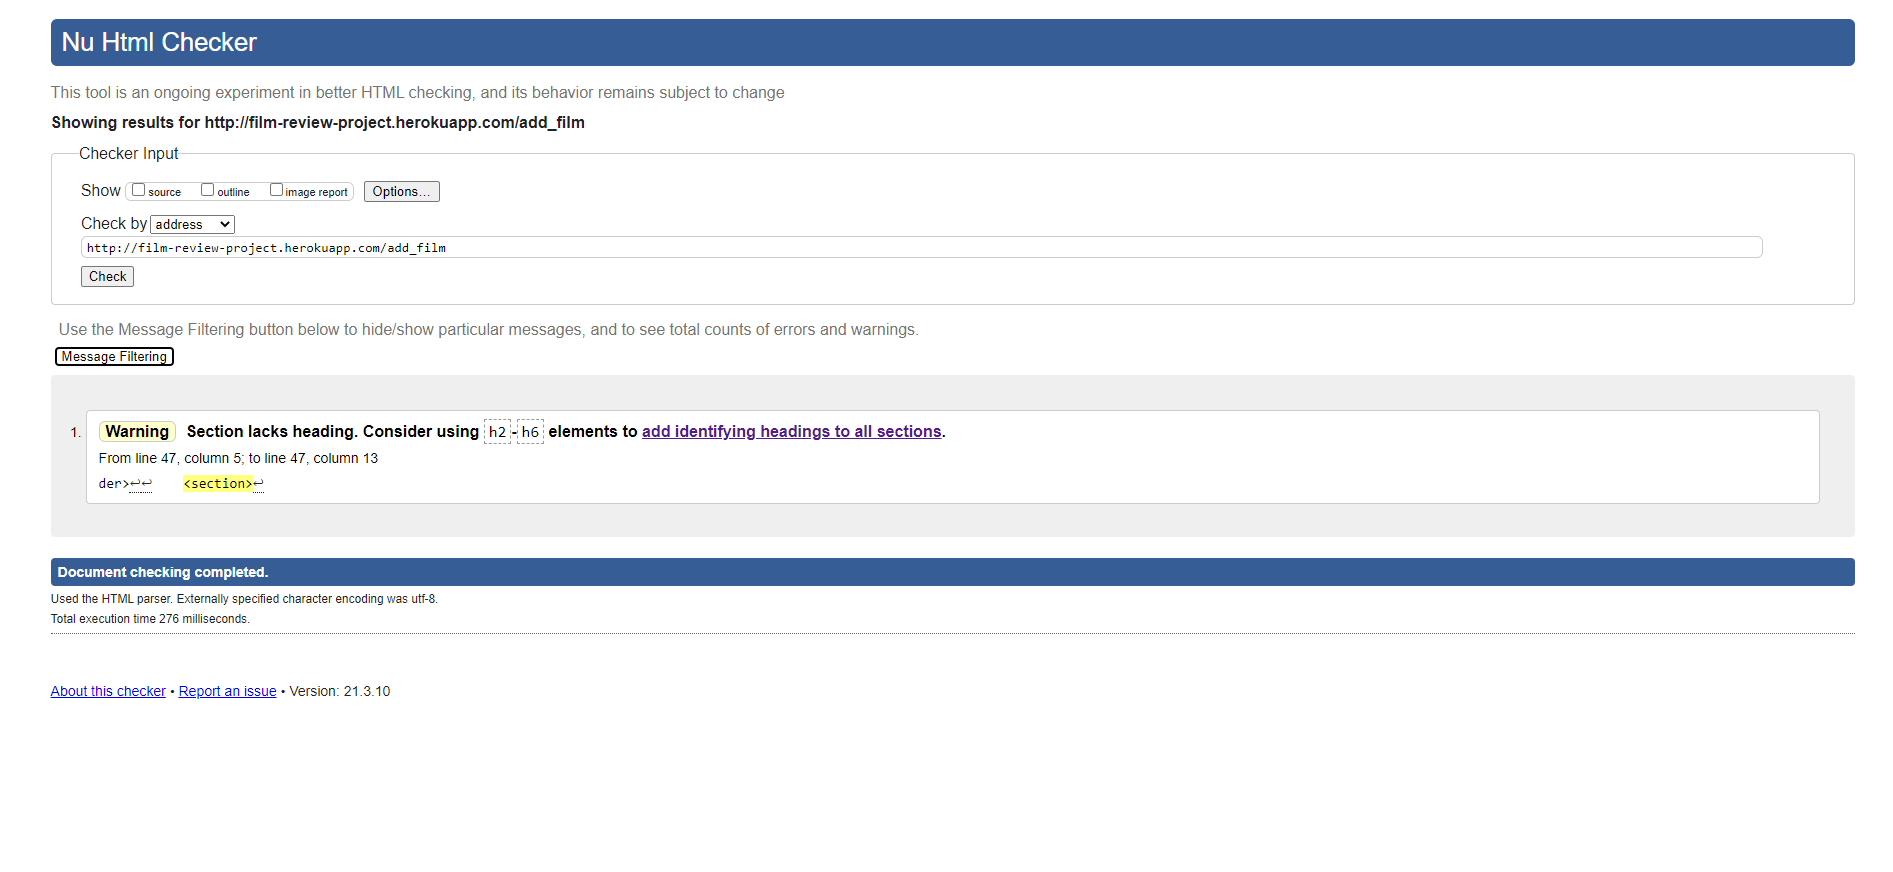 Nu Html Checker
This tool is an ongoing experiment in better HTML checking, and its behavior remains subject to change
Showing results for http://film-review-project.herokuapp.com/add_film
Checker Input
Show source outline image report Options...
Check by address
http://film-review-project.herokuapp.com/add_film
Check
Use the Message Filtering button below to hide/show particular messages, and to see total counts of errors and warnings.
Message Filtering
1. Warning Section lacks heading. Consider using h2-h6 elements to add identifying headings to all sections.
From line 47, column 5; to line 47, column 13
der>↩↩ <section>↩
Document checking completed.
Used the HTML parser. Externally specified character encoding was utf-8.
Total execution time 276 milliseconds.
About this checker • Report an issue • Version: 21.3.10